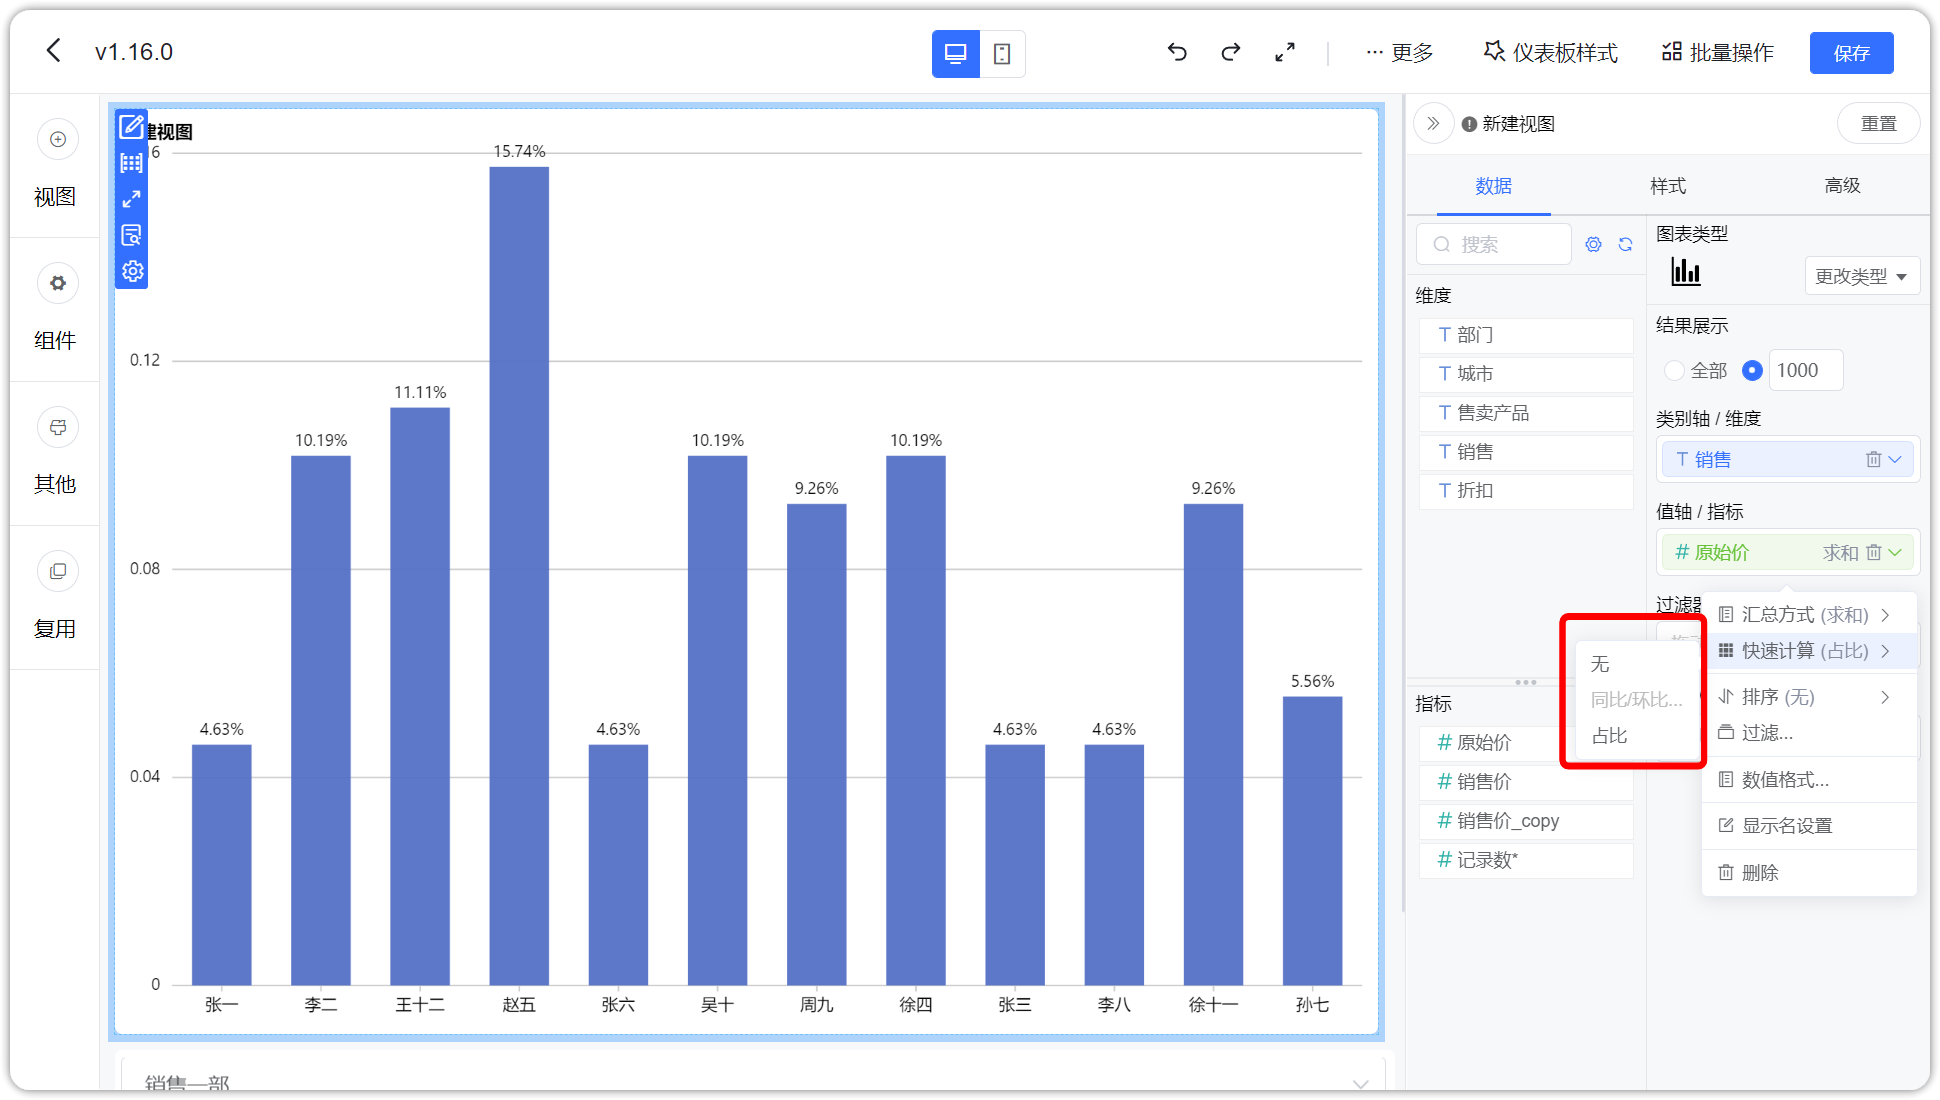 v1.16.0
更多
仪表板样式
批量操作
保存
视图
组件
其他
复用
建视图
16
0.12
0.08
0.04
0
15.74%
11.11%
10.19%
10.19%
10.19%
9.26%
9.26%
5.56%
4.63%
4.63%
4.63%
4.63%
张一
李二
王十二
赵五
张六
吴十
周九
徐四
张三
李八
徐十一
孙七
销售一部
新建视图
重置
数据
样式
高级
搜索
维度
T 部门
T 城市
T 售卖产品
T 销售
T 折扣
指标
# 原始价
# 销售价
# 销售价_copy
# 记录数*
图表类型
更改类型
结果展示
全部
1000
类别轴 / 维度
T 销售
值轴 / 指标
# 原始价 求和
过滤器
无
同比/环比...
占比
汇总方式 (求和)
快速计算 (占比)
排序 (无)
过滤...
数值格式...
显示名设置
删除